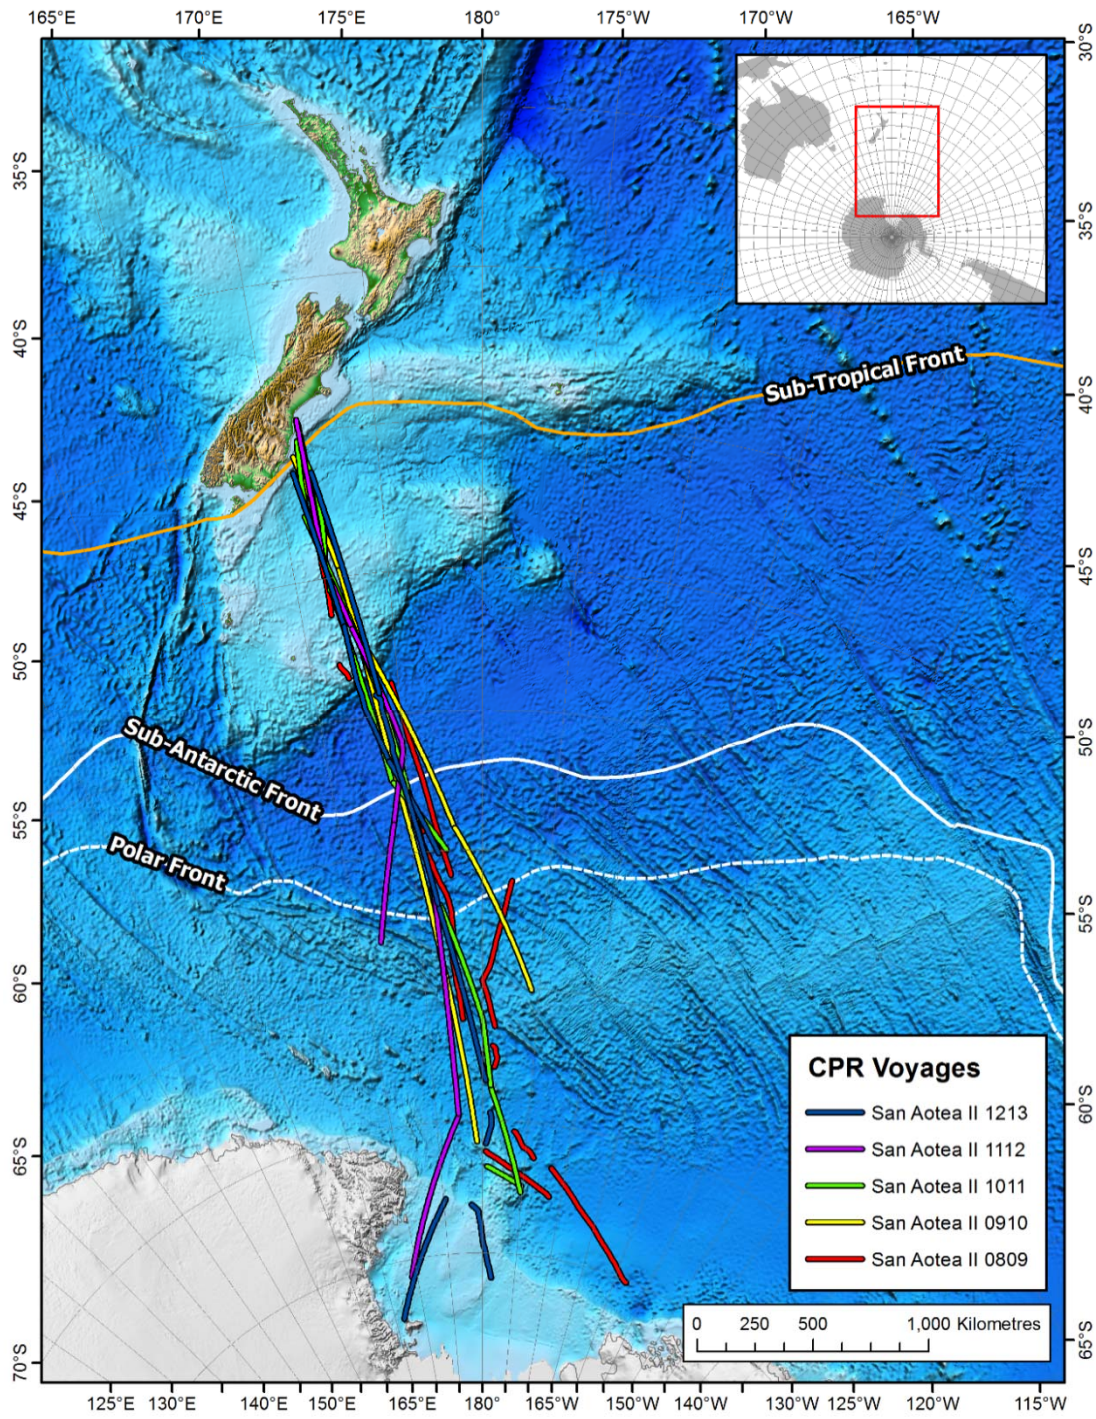 165°E 170°E 175°E 180° 175°W 170°W 165°W
30°S
35°S
35°S
40°S
Sub-Tropical Front
40°S
45°S
45°S
50°S
Sub-Antarctic Front
50°S
55°S
Polar Front
55°S
60°S
CPR Voyages
San Aotea II 1213
60°S
San Aotea II 1112
65°S
San Aotea II 1011
San Aotea II 0910
San Aotea II 0809
0 250 500 1,000 Kilometres
65°S
70°S
125°E 130°E 140°E 150°E 165°E 180° 165°W 150°W 140°W 130°W 125°W 120°W 115°W